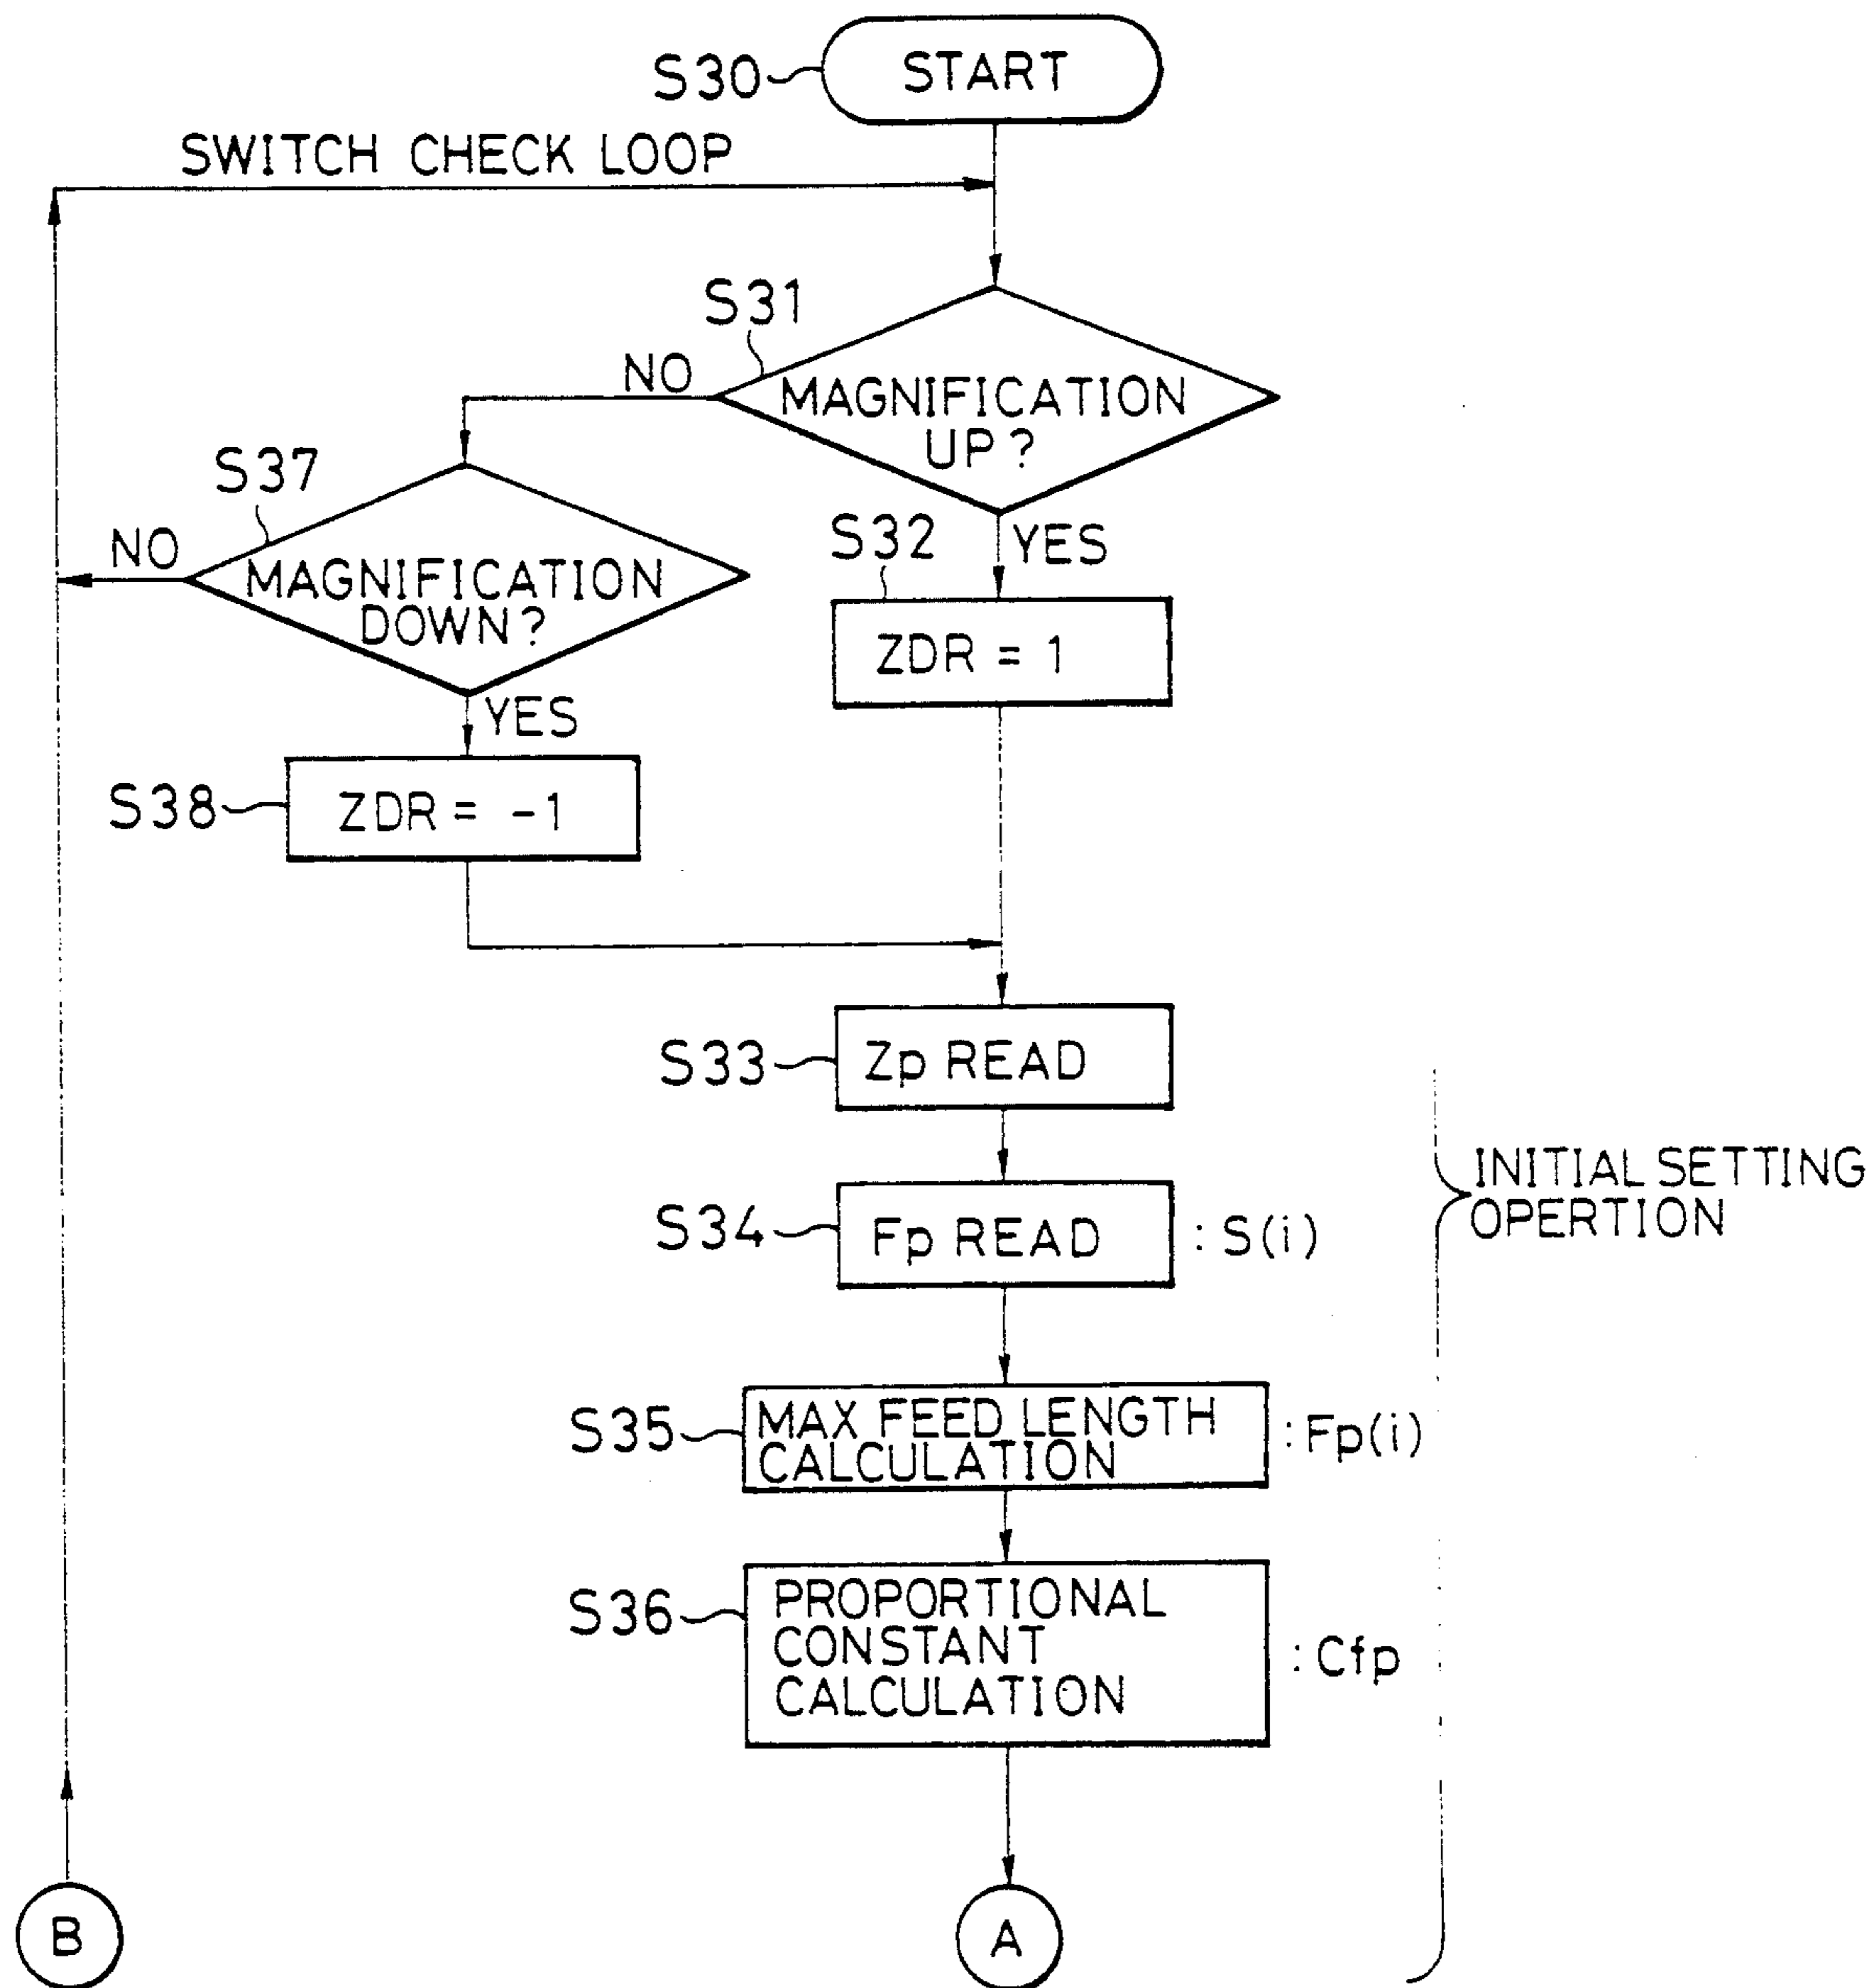 S30
START
SWITCH CHECK LOOP
S31
NO
MAGNIFICATION
UP?
S37
S32
YES
NO
MAGNIFICATION
DOWN?
ZDR = 1
YES
S38
ZDR = -1
S33
Zp READ
INITIAL SETTING
OPERTION
S34
Fp READ
: S(i)
S35
MAX FEED LENGTH
CALCULATION
: Fp(i)
S36
PROPORTIONAL
CONSTANT
CALCULATION
: Cfp
B
A